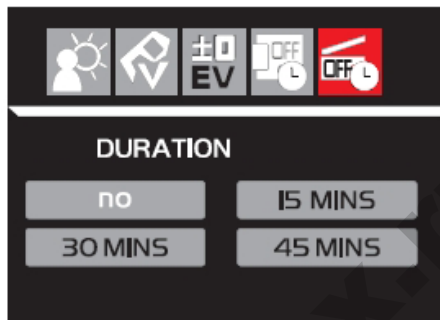 ±0 OFF
EV OFF
DURATION
no 15 MINS
30 MINS 45 MINS